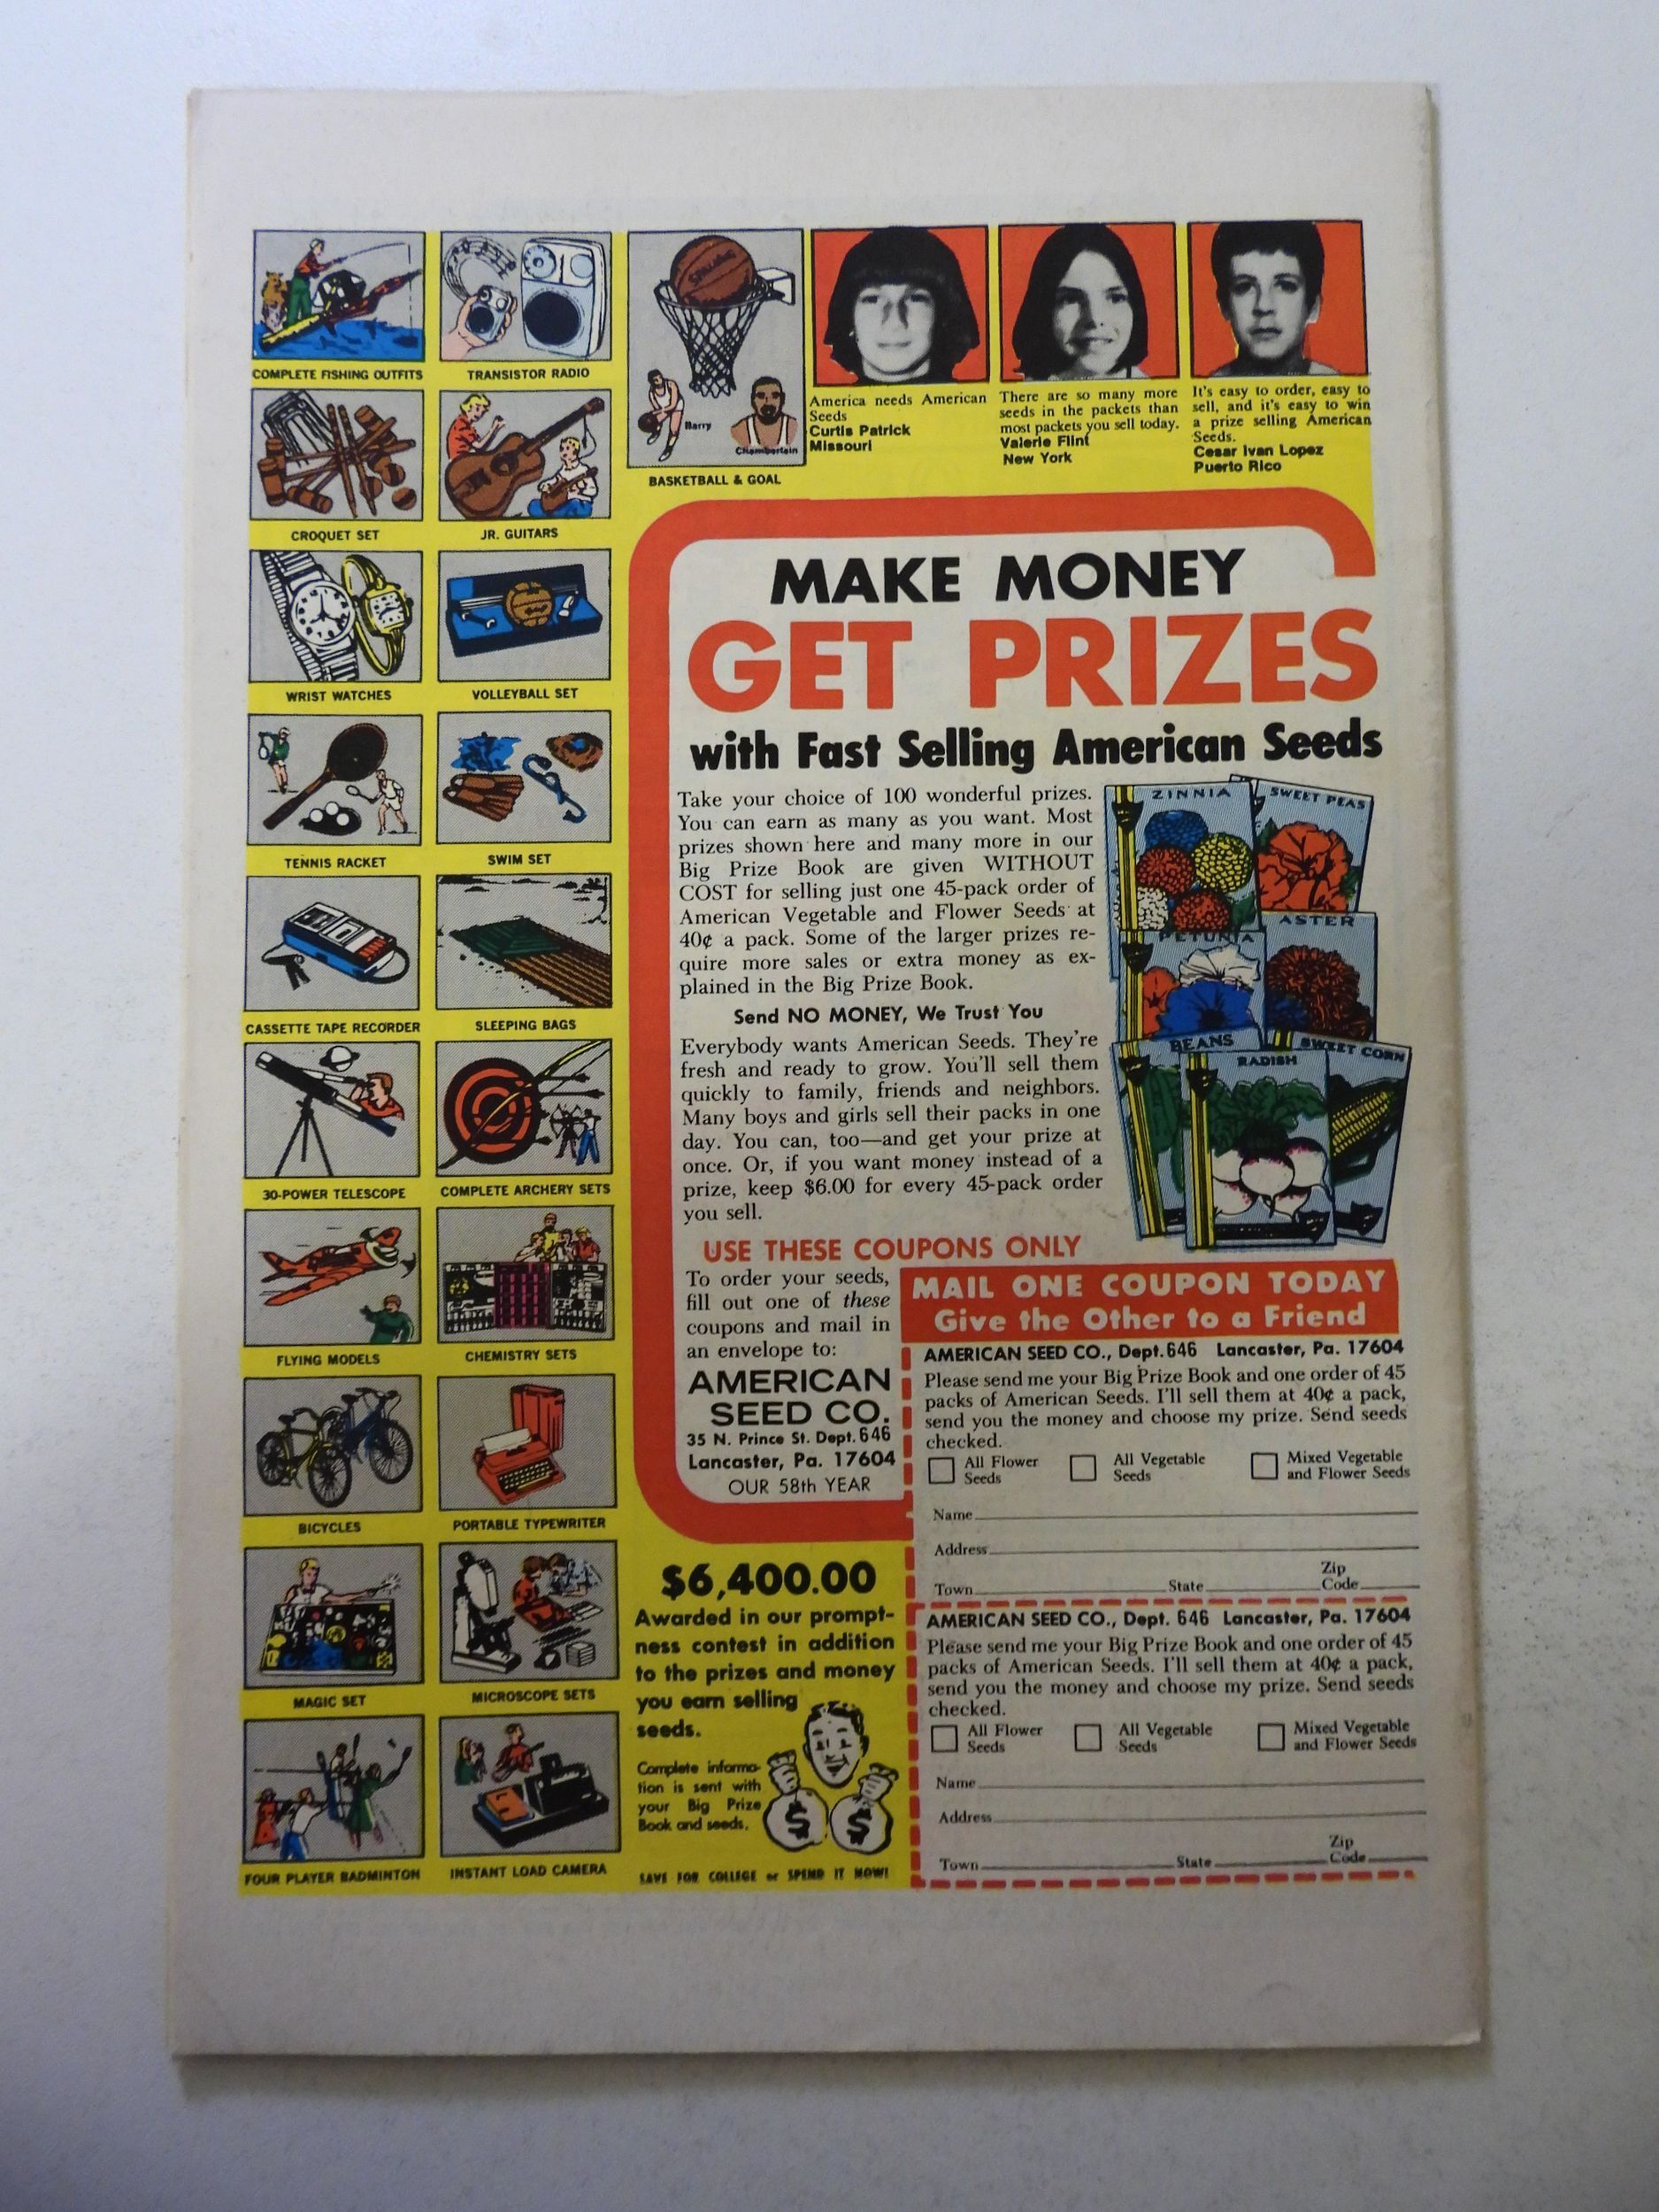 COMPLETE FISHING OUTFITS
TRANSISTOR RADIO
CROQUET SET
JR. GUITARS
WRIST WATCHES
VOLLEYBALL SET
TENNIS RACKET
SWIM SET
CASSETTE TAPE RECORDER
SLEEPING BAGS
30-POWER TELESCOPE
COMPLETE ARCHERY SETS
FLYING MODELS
CHEMISTRY SETS
BICYCLES
PORTABLE TYPEWRITER
MAGIC SET
MICROSCOPE SETS
FOUR PLAYER BADMINTON
INSTANT LOAD CAMERA
Spalding
Barry
Chamberlain
BASKETBALL & GOAL
America needs American
Seeds
Curtis Patrick
Missouri
There are so many more
seeds in the packets than
most packets you sell today.
Valerie Flint
New York
It's easy to order, easy to
sell, and it's easy to win
a prize selling American
Seeds.
Cesar Ivan Lopez
Puerto Rico
MAKE MONEY
GET PRIZES
with Fast Selling American Seeds
Take your choice of 100 wonderful prizes.
You can earn as many as you want. Most
prizes shown here and many more in our
Big Prize Book are given WITHOUT
COST for selling just one 45-pack order of
American Vegetable and Flower Seeds at
40¢ a pack. Some of the larger prizes re-
quire more sales or extra money as ex-
plained in the Big Prize Book.
Send NO MONEY, We Trust You
Everybody wants American Seeds. They're
fresh and ready to grow. You'll sell them
quickly to family, friends and neighbors.
Many boys and girls sell their packs in one
day. You can, too—and get your prize at
once. Or, if you want money instead of a
prize, keep $6.00 for every 45-pack order
you sell.
ZINNIA
SWEET PEAS
PETUNIA
ASTER
BEANS
RADISH
SWEET CORN
USE THESE COUPONS ONLY
To order your seeds,
fill out one of these
coupons and mail in
an envelope to:
AMERICAN
SEED CO.
35 N. Prince St. Dept. 646
Lancaster, Pa. 17604
OUR 58th YEAR
$6,400.00
Awarded in our prompt-
ness contest in addition
to the prizes and money
you earn selling
seeds.
Complete informa-
tion is sent with
your Big Prize
Book and seeds.
$ $
SAVE FOR COLLEGE or SPEND IT NOW!
MAIL ONE COUPON TODAY
Give the Other to a Friend
AMERICAN SEED CO., Dept. 646 Lancaster, Pa. 17604
Please send me your Big Prize Book and one order of 45
packs of American Seeds. I'll sell them at 40¢ a pack,
send you the money and choose my prize. Send seeds
checked.
All Flower
Seeds
All Vegetable
Seeds
Mixed Vegetable
and Flower Seeds
Name
Address
Town State Zip
Code
AMERICAN SEED CO., Dept. 646 Lancaster, Pa. 17604
Please send me your Big Prize Book and one order of 45
packs of American Seeds. I'll sell them at 40¢ a pack,
send you the money and choose my prize. Send seeds
checked.
All Flower
Seeds
All Vegetable
Seeds
Mixed Vegetable
and Flower Seeds
Name
Address
Town State Zip
Code